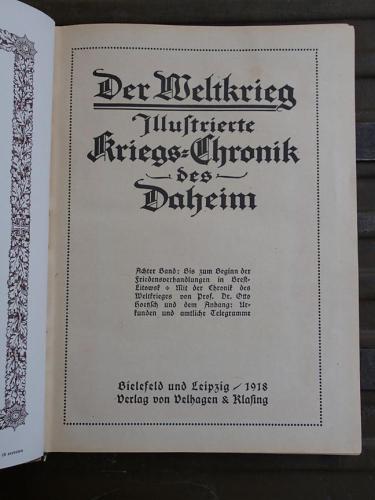 Der Weltkrieg
Illustrierte
Kriegs=Chronik
des
Daheim
Achter Band: Bis zum Beginn der
Friedensverhandlungen in Brest-
Litowsk * Mit der Chronik des
Weltkrieges von Prof. Dr. Otto
Hoetzsch und dem Anhang: Ur-
kunden und amtliche Telegramme
Bielefeld und Leipzig / 1918
Verlag von Velhagen & Klasing